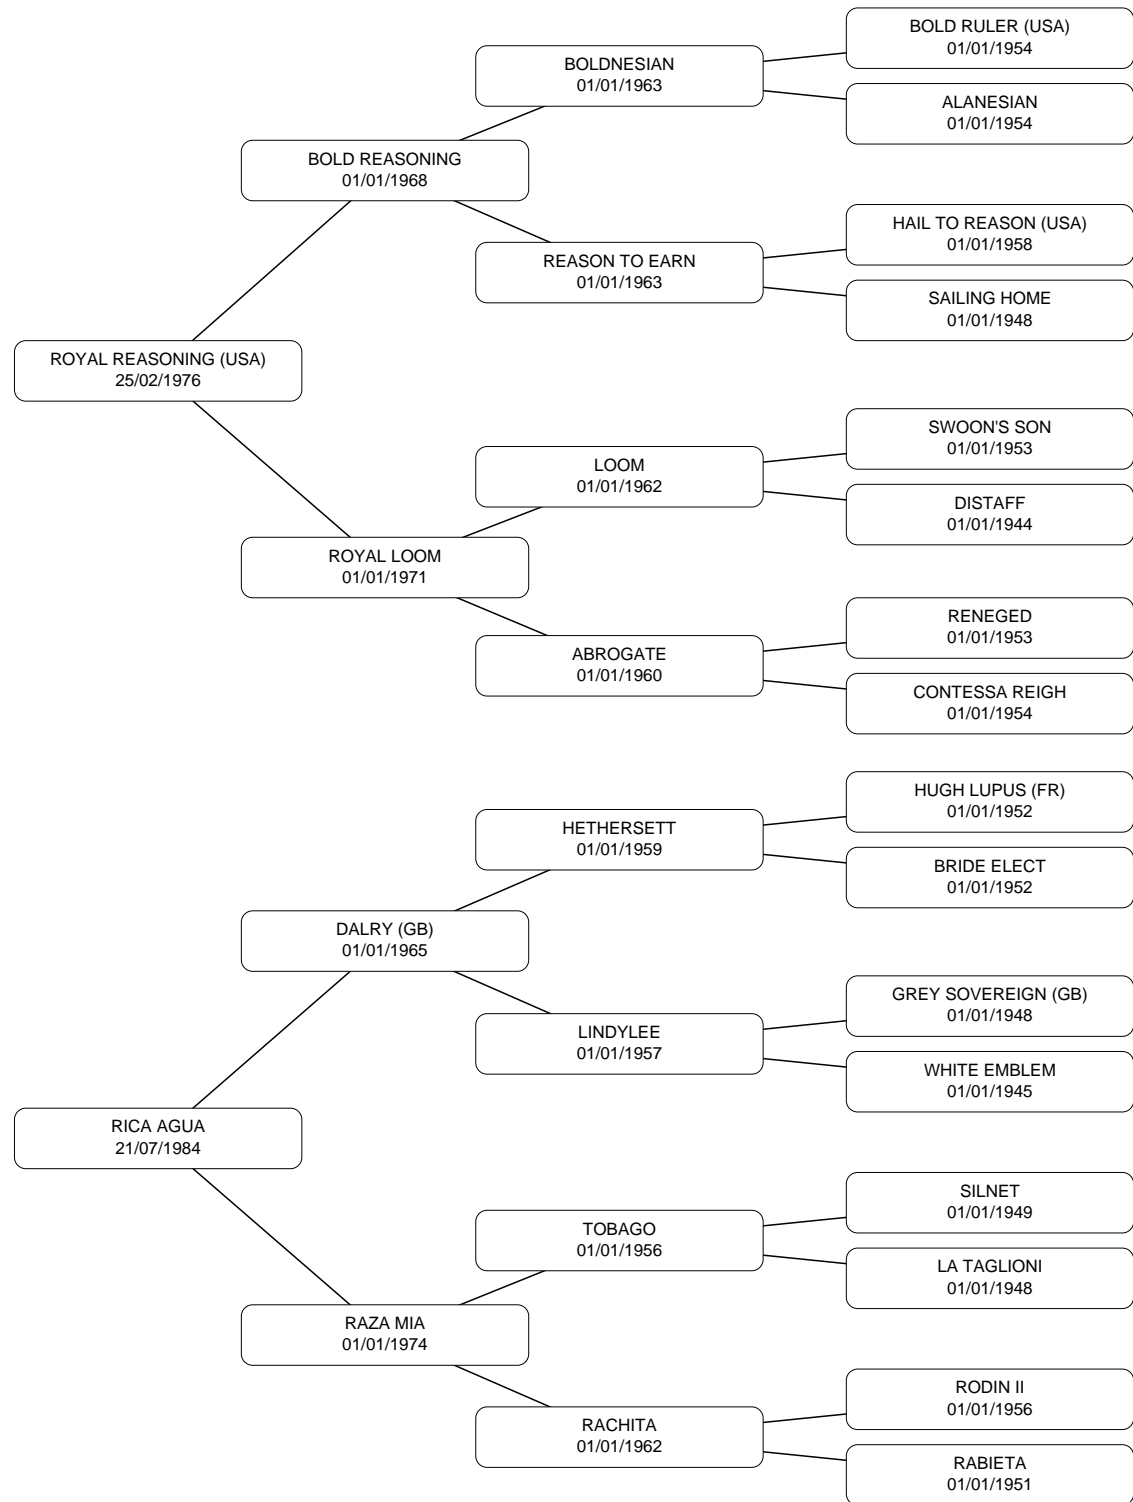 BOLD RULER (USA)
01/01/1954
BOLDNESIAN
01/01/1963
ALANESIAN
01/01/1954
BOLD REASONING
01/01/1968
HAIL TO REASON (USA)
01/01/1958
REASON TO EARN
01/01/1963
SAILING HOME
01/01/1948
ROYAL REASONING (USA)
25/02/1976
SWOON'S SON
01/01/1953
LOOM
01/01/1962
DISTAFF
01/01/1944
ROYAL LOOM
01/01/1971
RENEGED
01/01/1953
ABROGATE
01/01/1960
CONTESSA REIGH
01/01/1954
HUGH LUPUS (FR)
01/01/1952
HETHERSETT
01/01/1959
BRIDE ELECT
01/01/1952
DALRY (GB)
01/01/1965
GREY SOVEREIGN (GB)
01/01/1948
LINDYLEE
01/01/1957
WHITE EMBLEM
01/01/1945
RICA AGUA
21/07/1984
SILNET
01/01/1949
TOBAGO
01/01/1956
LA TAGLIONI
01/01/1948
RAZA MIA
01/01/1974
RODIN II
01/01/1956
RACHITA
01/01/1962
RABIETA
01/01/1951